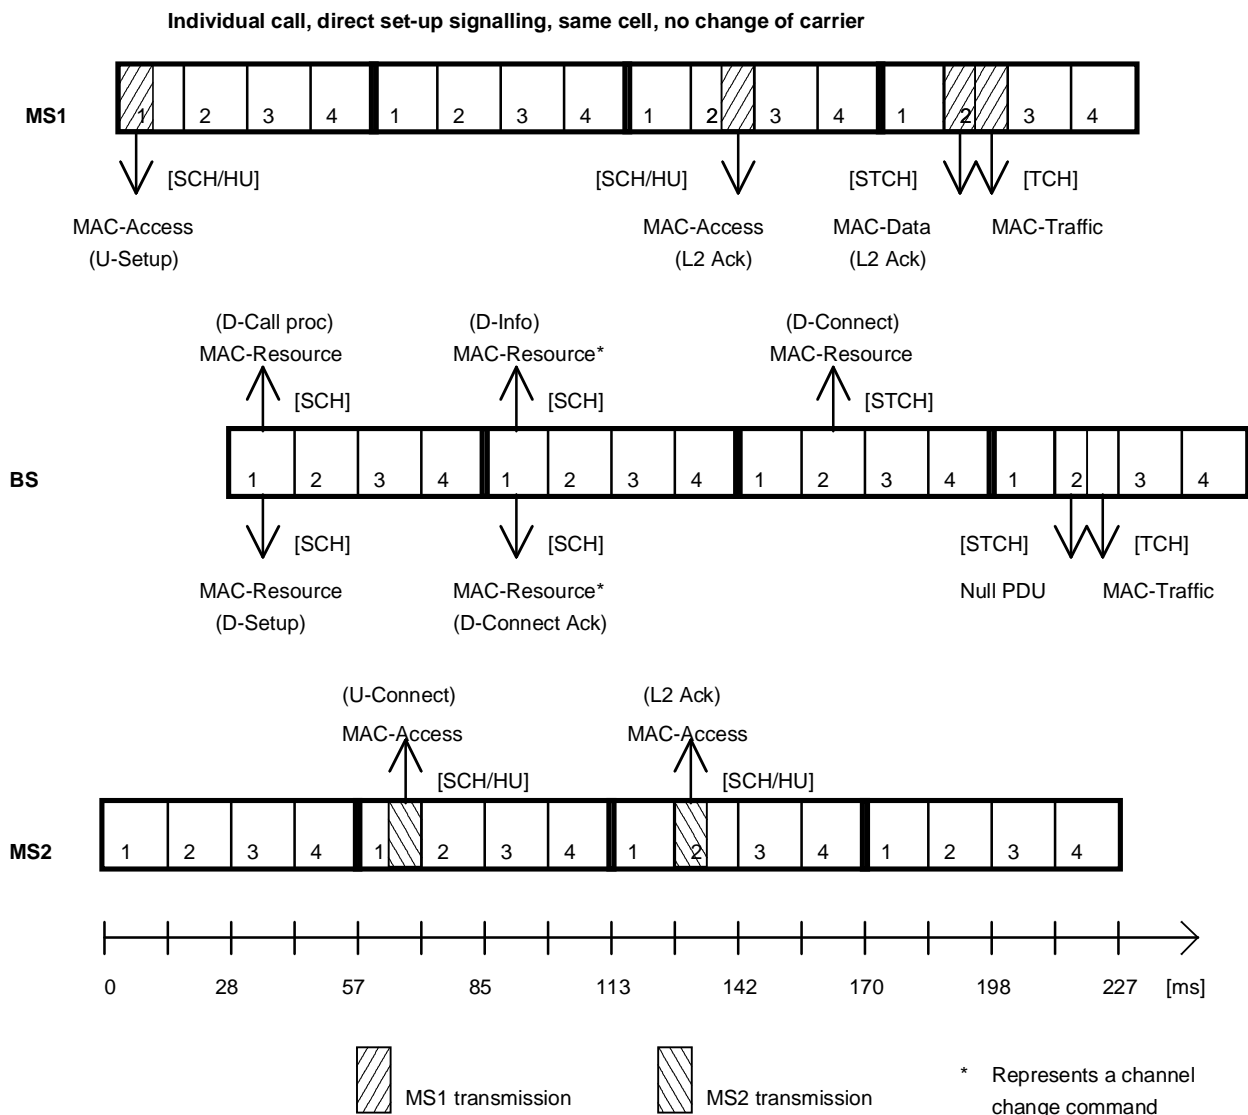 Individual call, direct set-up signalling, same cell, no change of carrier
MS1
1 2 3 4 1 2 3 4 1 2 3 4 1 2 3 4
[SCH/HU] [SCH/HU] [STCH] [TCH]
MAC-Access MAC-Access MAC-Data MAC-Traffic
(U-Setup) (L2 Ack) (L2 Ack)
(D-Call proc) (D-Info) (D-Connect)
MAC-Resource MAC-Resource* MAC-Resource
[SCH] [SCH] [STCH]
BS
1 2 3 4 1 2 3 4 1 2 3 4 1 2 3 4
[SCH] [SCH] [STCH] [TCH]
MAC-Resource MAC-Resource* Null PDU MAC-Traffic
(D-Setup) (D-Connect Ack)
(U-Connect) (L2 Ack)
MAC-Access MAC-Access
[SCH/HU] [SCH/HU]
MS2
1 2 3 4 1 2 3 4 1 2 3 4 1 2 3 4
0 28 57 85 113 142 170 198 227 [ms]
MS1 transmission
MS2 transmission
* Represents a channel
change command